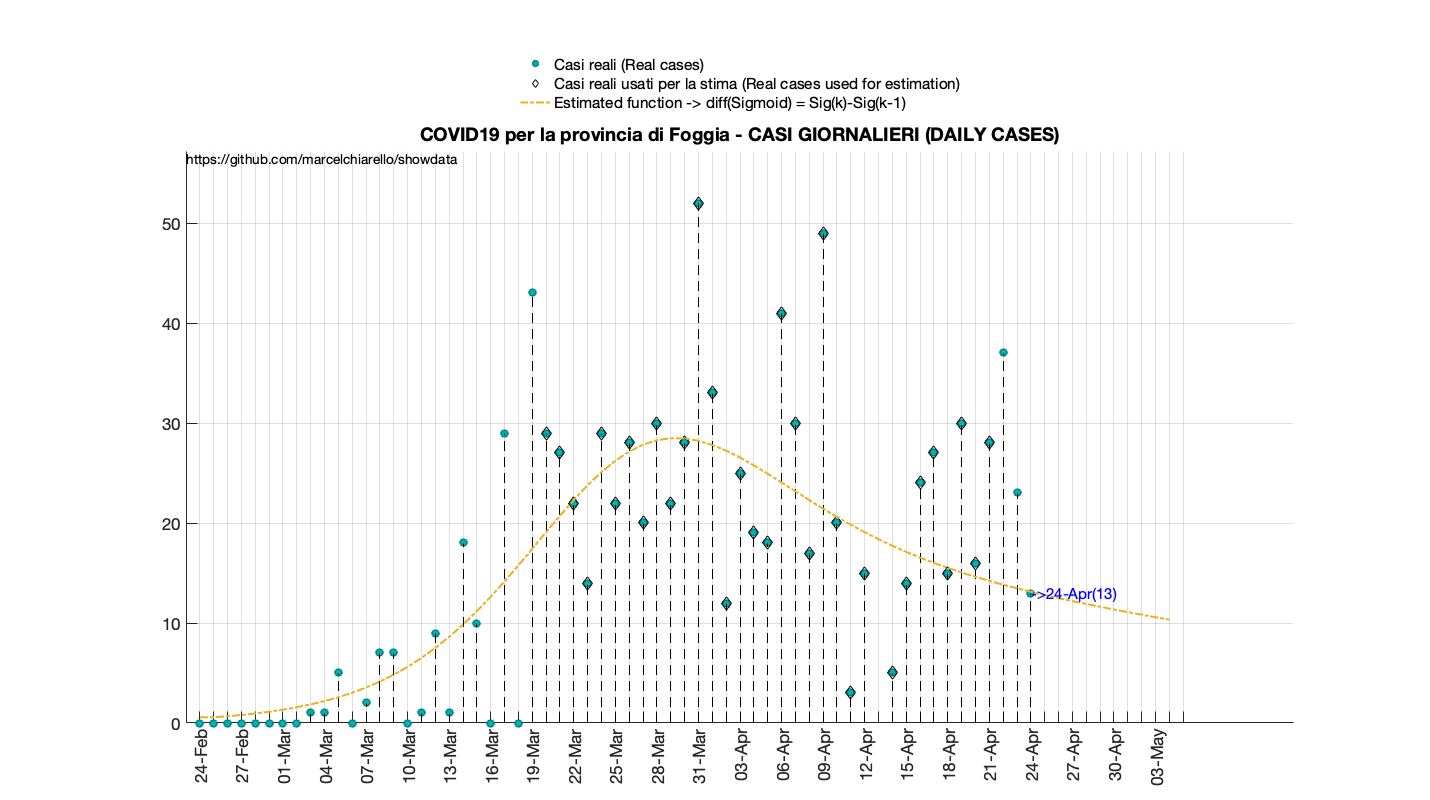 Casi reali (Real cases)
Casi reali usati per la stima (Real cases used for estimation)
Estimated function -> diff(Sigmoid) = Sig(k)-Sig(k-1)
COVID19 per la provincia di Foggia - CASI GIORNALIERI (DAILY CASES)
https://github.com/marcelchiarello/showdata
50
40
30
20
10
0
->24-Apr(13)
24-Feb
27-Feb
01-Mar
04-Mar
07-Mar
10-Mar
13-Mar
16-Mar
19-Mar
22-Mar
25-Mar
28-Mar
31-Mar
03-Apr
06-Apr
09-Apr
12-Apr
15-Apr
18-Apr
21-Apr
24-Apr
27-Apr
30-Apr
03-May